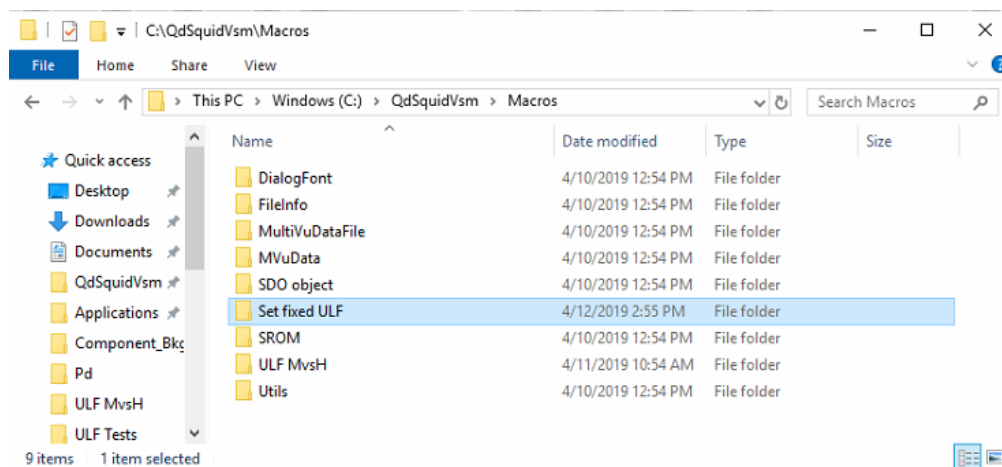 C:\QdSquidVsm\Macros
File Home Share View
This PC > Windows (C:) > QdSquidVsm > Macros Search Macros
Name Date modified Type Size
Quick access
Desktop
Downloads
Documents
QdSquidVsm
Applications
Component_Bkg
Pd
ULF MvsH
ULF Tests
DialogFont 4/10/2019 12:54 PM File folder
FileInfo 4/10/2019 12:54 PM File folder
MultiVuDataFile 4/10/2019 12:54 PM File folder
MVuData 4/10/2019 12:54 PM File folder
SDO object 4/10/2019 12:54 PM File folder
Set fixed ULF 4/12/2019 2:55 PM File folder
SROM 4/10/2019 12:54 PM File folder
ULF MvsH 4/11/2019 10:54 AM File folder
Utils 4/10/2019 12:54 PM File folder
9 items 1 item selected